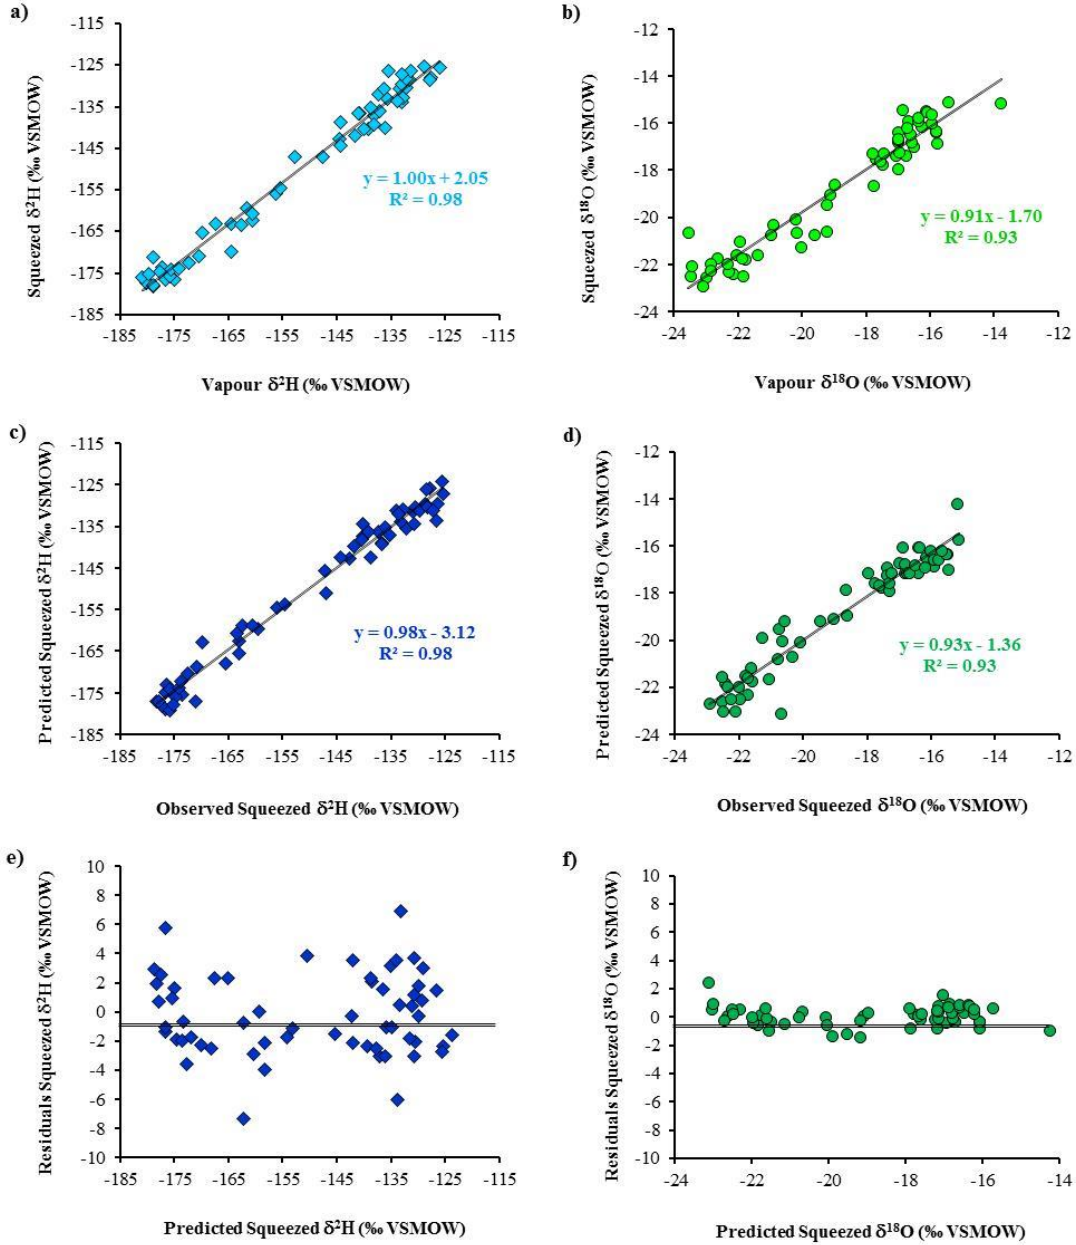 a)
-115
-125
-135
-145
-155
-165
-175
-185
-185 -175 -165 -155 -145 -135 -125 -115
Squeezed δ²H (‰ VSMOW)
Vapour δ²H (‰ VSMOW)
y = 1.00x + 2.05
R² = 0.98
b)
-12
-14
-16
-18
-20
-22
-24
-24 -22 -20 -18 -16 -14 -12
Squeezed δ¹⁸O (‰ VSMOW)
Vapour δ¹⁸O (‰ VSMOW)
y = 0.91x - 1.70
R² = 0.93
c)
-115
-125
-135
-145
-155
-165
-175
-185
-185 -175 -165 -155 -145 -135 -125 -115
Predicted Squeezed δ²H (‰ VSMOW)
Observed Squeezed δ²H (‰ VSMOW)
y = 0.98x - 3.12
R² = 0.98
d)
-12
-14
-16
-18
-20
-22
-24
-24 -22 -20 -18 -16 -14 -12
Predicted Squeezed δ¹⁸O (‰ VSMOW)
Observed Squeezed δ¹⁸O (‰ VSMOW)
y = 0.93x - 1.36
R² = 0.93
e)
10
8
6
4
2
0
-2
-4
-6
-8
-10
-185 -175 -165 -155 -145 -135 -125 -115
Residuals Squeezed δ²H (‰ VSMOW)
Predicted Squeezed δ²H (‰ VSMOW)
f)
10
8
6
4
2
0
-2
-4
-6
-8
-10
-24 -22 -20 -18 -16 -14
Residuals Squeezed δ¹⁸O (‰ VSMOW)
Predicted Squeezed δ¹⁸O (‰ VSMOW)